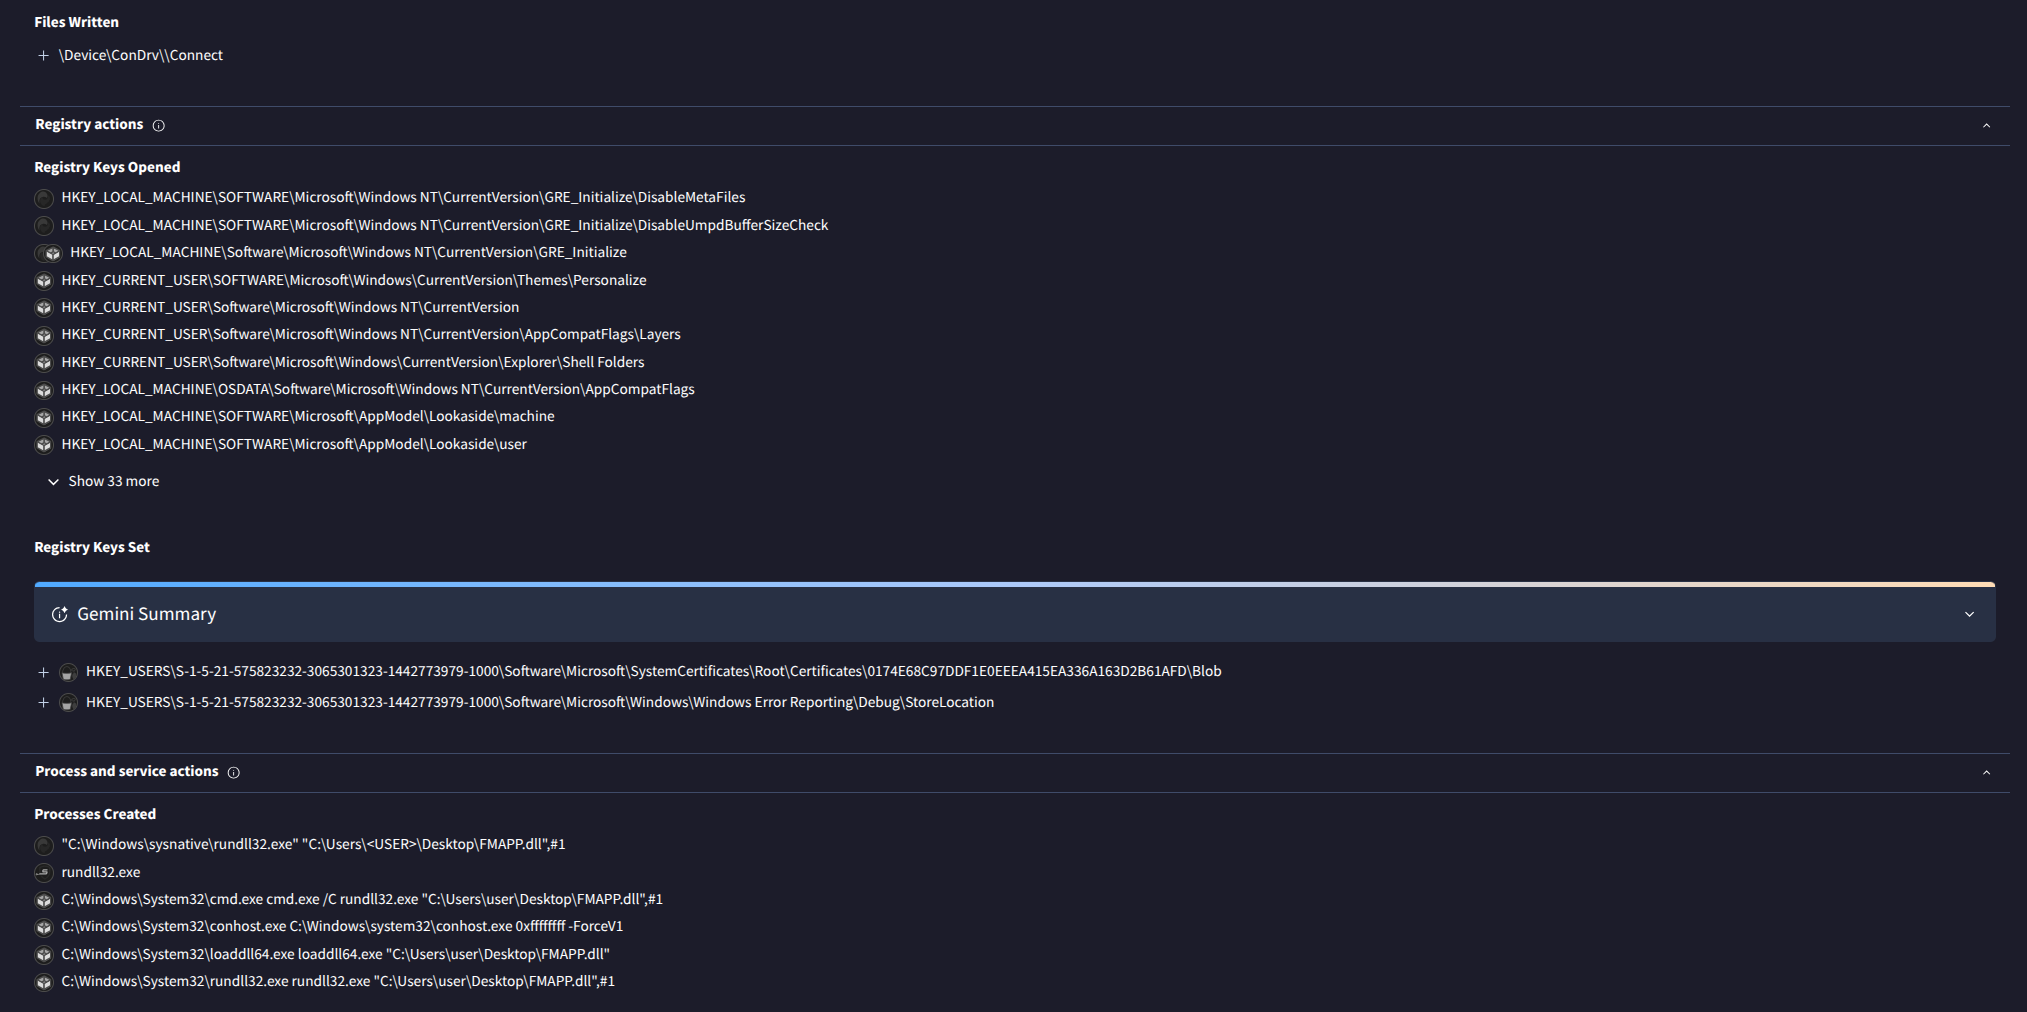 Files Written
\Device\ConDrv\\Connect
Registry actions
Registry Keys Opened
HKEY_LOCAL_MACHINE\SOFTWARE\Microsoft\Windows NT\CurrentVersion\GRE_Initialize\DisableMetaFiles
HKEY_LOCAL_MACHINE\SOFTWARE\Microsoft\Windows NT\CurrentVersion\GRE_Initialize\DisableUmpdBufferSizeCheck
HKEY_LOCAL_MACHINE\Software\Microsoft\Windows NT\CurrentVersion\GRE_Initialize
HKEY_CURRENT_USER\SOFTWARE\Microsoft\Windows\CurrentVersion\Themes\Personalize
HKEY_CURRENT_USER\Software\Microsoft\Windows NT\CurrentVersion
HKEY_CURRENT_USER\Software\Microsoft\Windows NT\CurrentVersion\AppCompatFlags\Layers
HKEY_CURRENT_USER\Software\Microsoft\Windows\CurrentVersion\Explorer\Shell Folders
HKEY_LOCAL_MACHINE\OSDATA\Software\Microsoft\Windows NT\CurrentVersion\AppCompatFlags
HKEY_LOCAL_MACHINE\SOFTWARE\Microsoft\AppModel\Lookaside\machine
HKEY_LOCAL_MACHINE\SOFTWARE\Microsoft\AppModel\Lookaside\user
Show 33 more
Registry Keys Set
Gemini Summary
HKEY_USERS\S-1-5-21-575823232-3065301323-1442773979-1000\Software\Microsoft\SystemCertificates\Root\Certificates\0174E68C97DDF1E0EEEA415EA336A163D2B61AFD\Blob
HKEY_USERS\S-1-5-21-575823232-3065301323-1442773979-1000\Software\Microsoft\Windows\Windows Error Reporting\Debug\StoreLocation
Process and service actions
Processes Created
"C:\Windows\sysnative\rundll32.exe" "C:\Users\<USER>\Desktop\FMAPP.dll",#1
rundll32.exe
C:\Windows\System32\cmd.exe cmd.exe /C rundll32.exe "C:\Users\user\Desktop\FMAPP.dll",#1
C:\Windows\System32\conhost.exe C:\Windows\system32\conhost.exe 0xffffffff -ForceV1
C:\Windows\System32\loaddll64.exe loaddll64.exe "C:\Users\user\Desktop\FMAPP.dll"
C:\Windows\System32\rundll32.exe rundll32.exe "C:\Users\user\Desktop\FMAPP.dll",#1